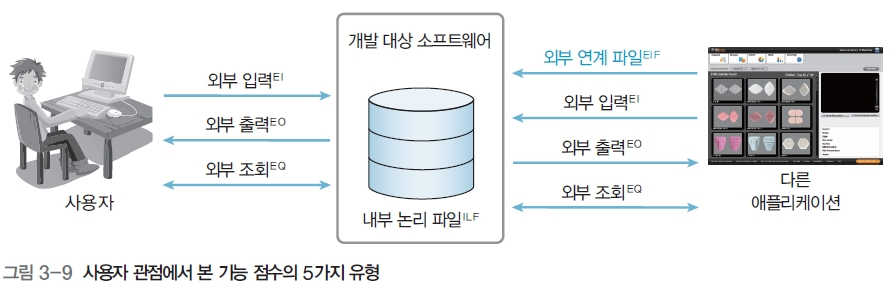 개발 대상 소프트웨어
외부 입력EI
외부 출력EO
외부 조회EQ
사용자
내부 논리 파일ILF
외부 연계 파일EIF
외부 입력EI
외부 출력EO
외부 조회EQ
다른
애플리케이션
그림 3-9 사용자 관점에서 본 기능 점수의 5가지 유형